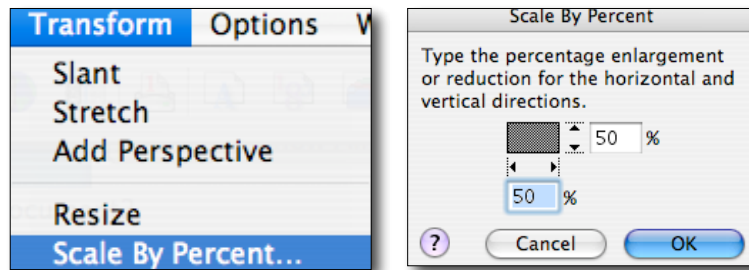 Transform Options W
Slant
Stretch
Add Perspective
Resize
Scale By Percent...
Scale By Percent
Type the percentage enlargement
or reduction for the horizontal and
vertical directions.
50 %
50 %
? Cancel OK